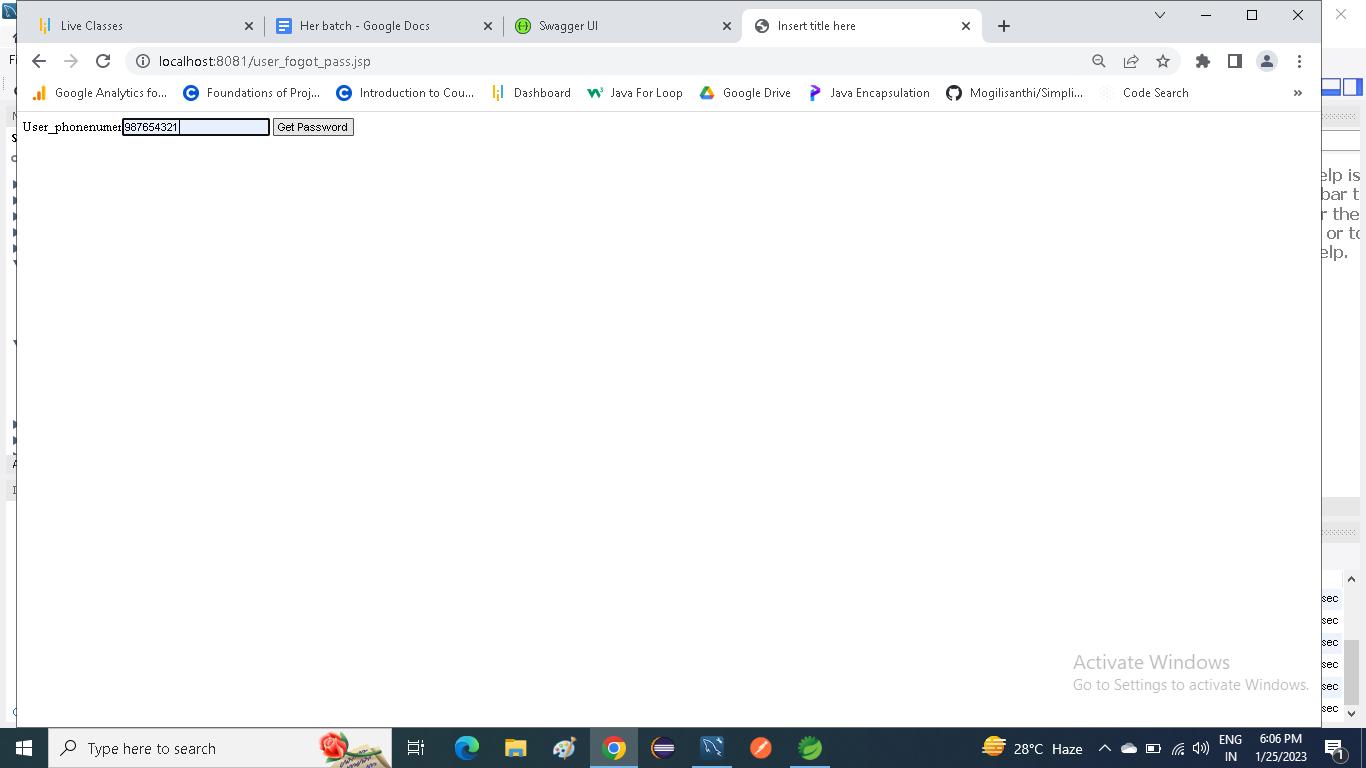 Live Classes
Her batch - Google Docs
Swagger UI
Insert title here
localhost:8081/user_fogot_pass.jsp
Google Analytics fo...
Foundations of Proj...
Introduction to Cou...
Dashboard
Java For Loop
Google Drive
Java Encapsulation
Mogilisanthi/Simpli...
Code Search
»
User_phonenumer 987654321 Get Password
elp is
bar t
r the
or to
elp.
sec
sec
sec
sec
sec
sec
Activate Windows
Go to Settings to activate Windows.
Type here to search
28°C Haze
ENG
IN
6:06 PM
1/25/2023
1